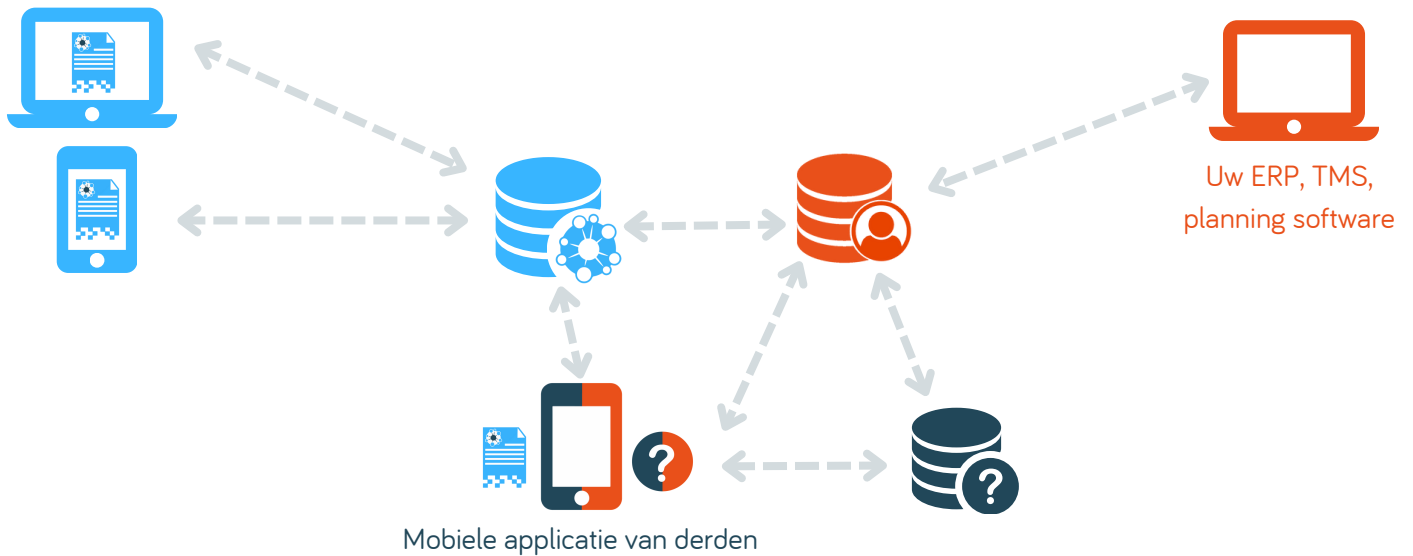 Uw ERP, TMS,
planning software
?
?
Mobiele applicatie van derden